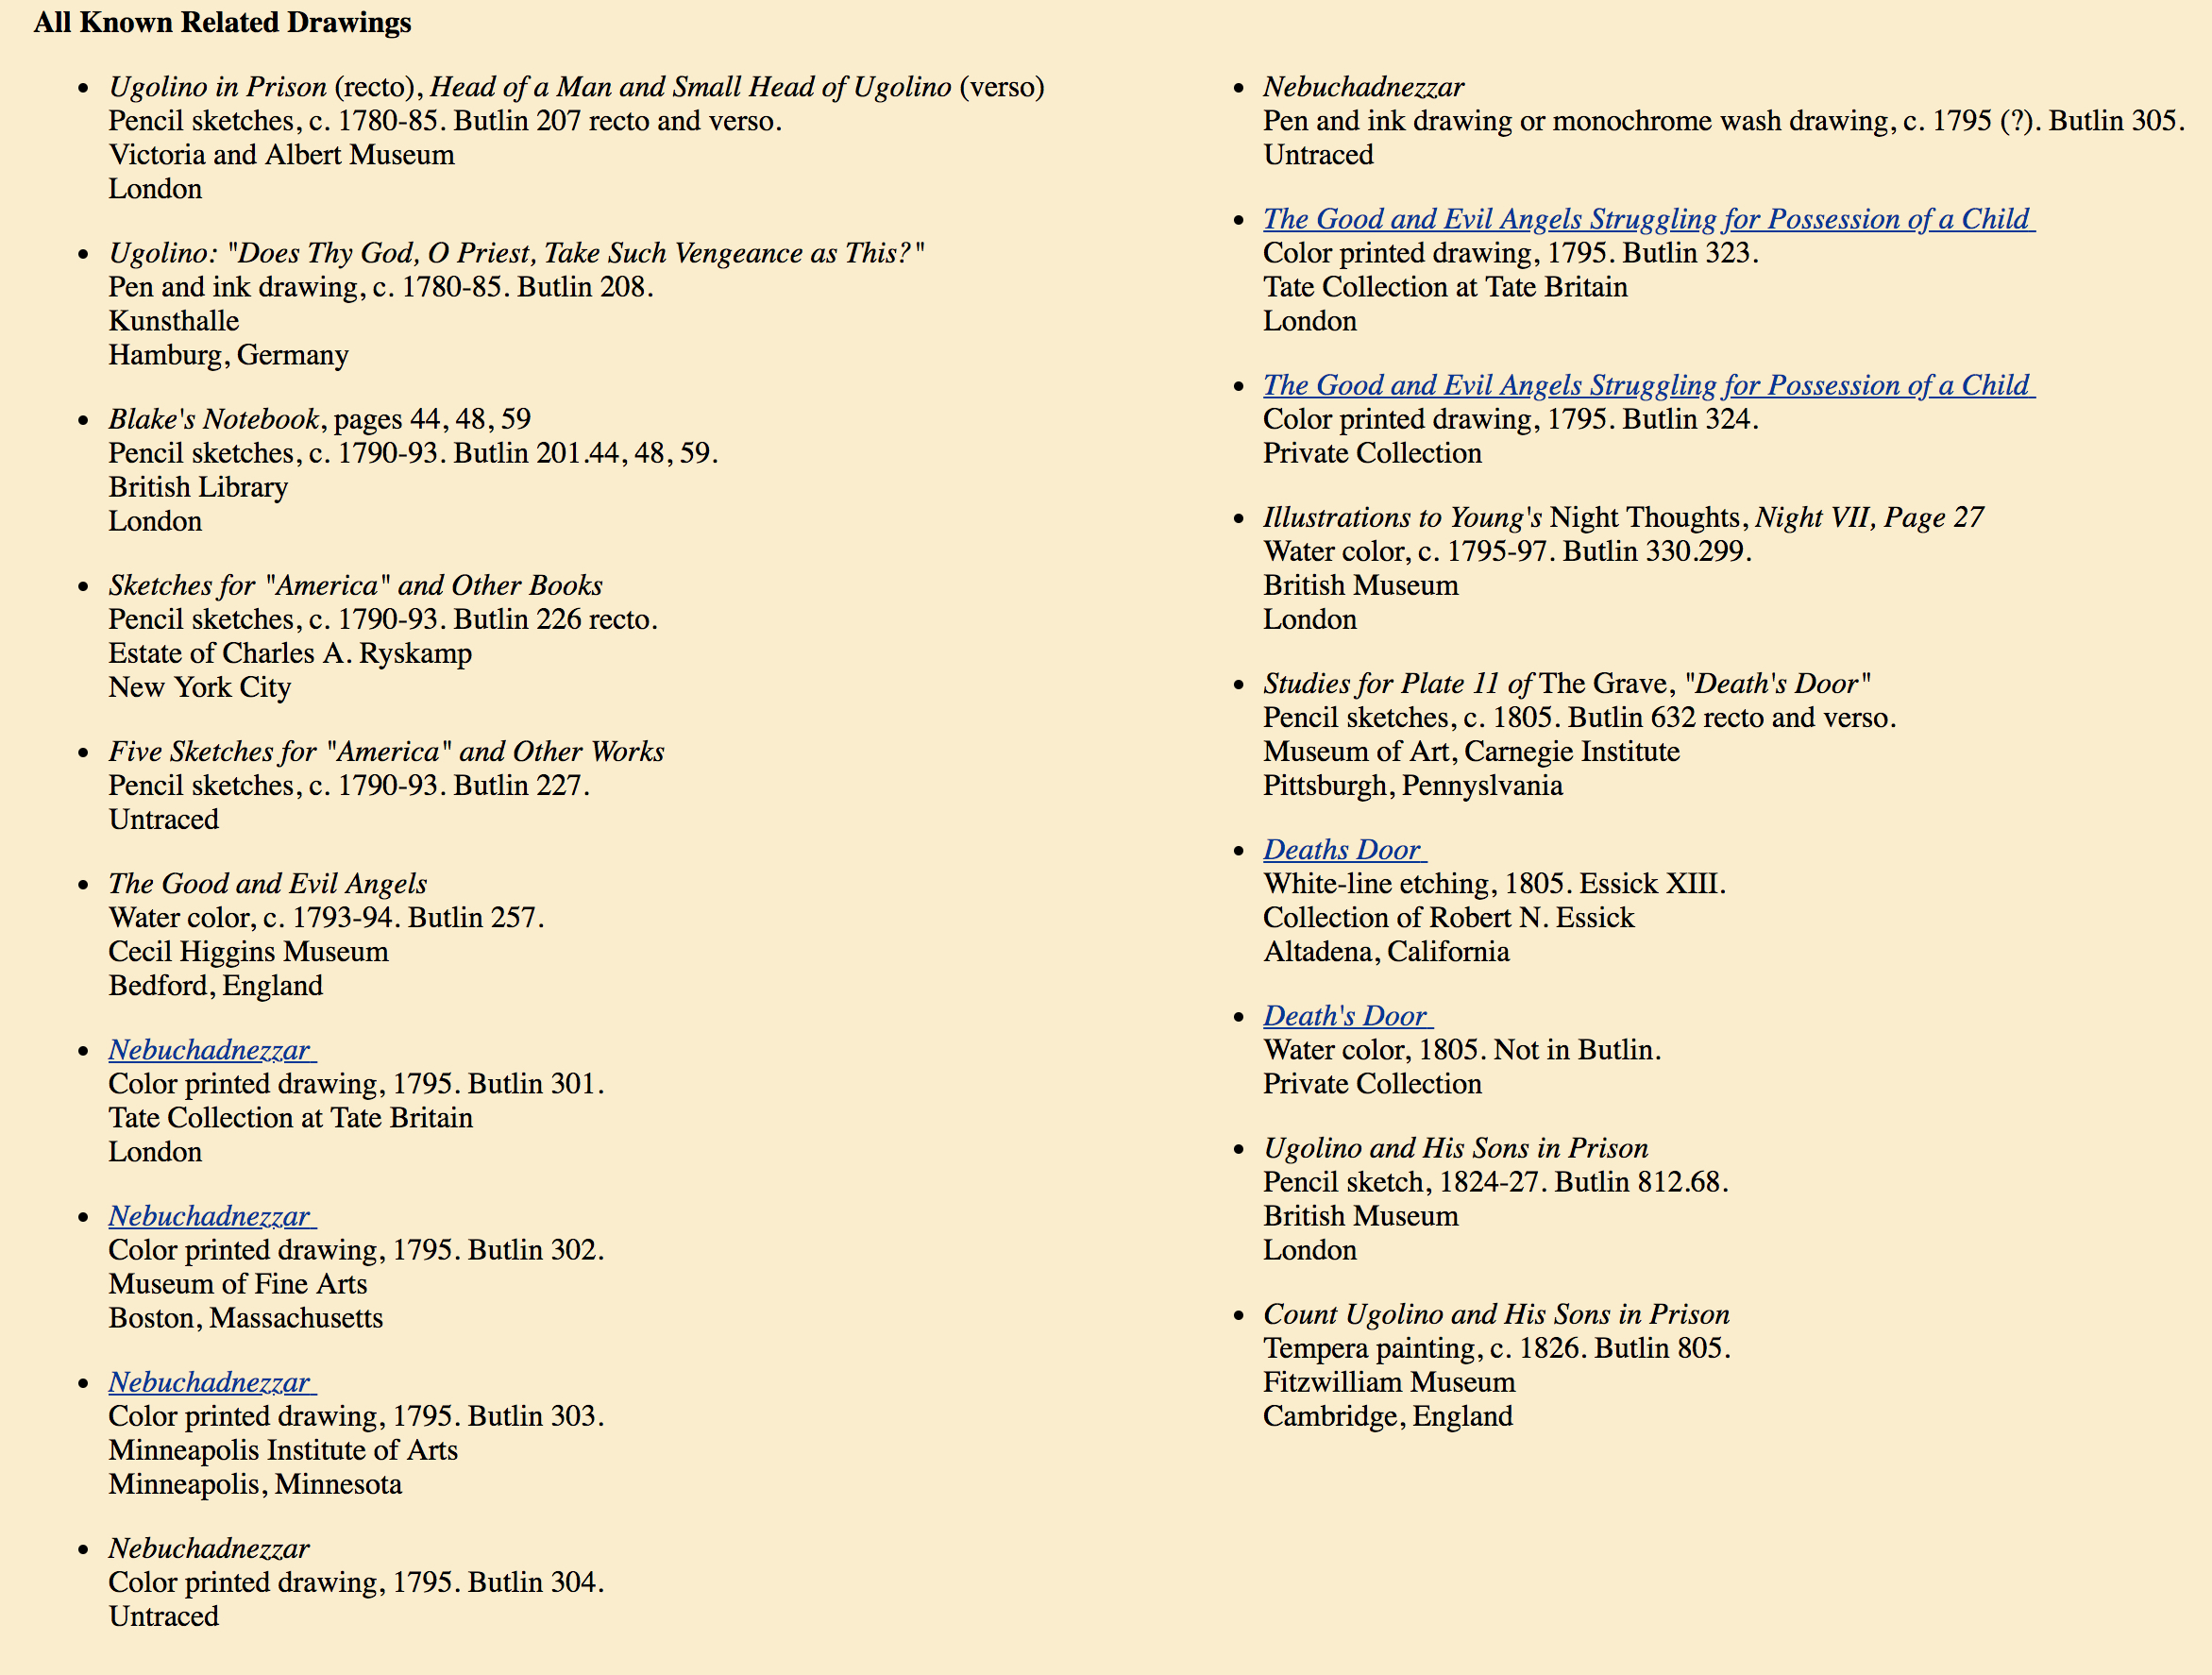 All Known Related Drawings
Ugolino in Prison (recto), Head of a Man and Small Head of Ugolino (verso)
Pencil sketches, c. 1780-85. Butlin 207 recto and verso.
Victoria and Albert Museum
London
Ugolino: "Does Thy God, O Priest, Take Such Vengeance as This?"
Pen and ink drawing, c. 1780-85. Butlin 208.
Kunsthalle
Hamburg, Germany
Blake's Notebook, pages 44, 48, 59
Pencil sketches, c. 1790-93. Butlin 201.44, 48, 59.
British Library
London
Sketches for "America" and Other Books
Pencil sketches, c. 1790-93. Butlin 226 recto.
Estate of Charles A. Ryskamp
New York City
Five Sketches for "America" and Other Works
Pencil sketches, c. 1790-93. Butlin 227.
Untraced
The Good and Evil Angels
Water color, c. 1793-94. Butlin 257.
Cecil Higgins Museum
Bedford, England
Nebuchadnezzar
Color printed drawing, 1795. Butlin 301.
Tate Collection at Tate Britain
London
Nebuchadnezzar
Color printed drawing, 1795. Butlin 302.
Museum of Fine Arts
Boston, Massachusetts
Nebuchadnezzar
Color printed drawing, 1795. Butlin 303.
Minneapolis Institute of Arts
Minneapolis, Minnesota
Nebuchadnezzar
Color printed drawing, 1795. Butlin 304.
Untraced
Nebuchadnezzar
Pen and ink drawing or monochrome wash drawing, c. 1795 (?). Butlin 305.
Untraced
The Good and Evil Angels Struggling for Possession of a Child
Color printed drawing, 1795. Butlin 323.
Tate Collection at Tate Britain
London
The Good and Evil Angels Struggling for Possession of a Child
Color printed drawing, 1795. Butlin 324.
Private Collection
Illustrations to Young's Night Thoughts, Night VII, Page 27
Water color, c. 1795-97. Butlin 330.299.
British Museum
London
Studies for Plate 11 of The Grave, "Death's Door"
Pencil sketches, c. 1805. Butlin 632 recto and verso.
Museum of Art, Carnegie Institute
Pittsburgh, Pennyslvania
Deaths Door
White-line etching, 1805. Essick XIII.
Collection of Robert N. Essick
Altadena, California
Death's Door
Water color, 1805. Not in Butlin.
Private Collection
Ugolino and His Sons in Prison
Pencil sketch, 1824-27. Butlin 812.68.
British Museum
London
Count Ugolino and His Sons in Prison
Tempera painting, c. 1826. Butlin 805.
Fitzwilliam Museum
Cambridge, England